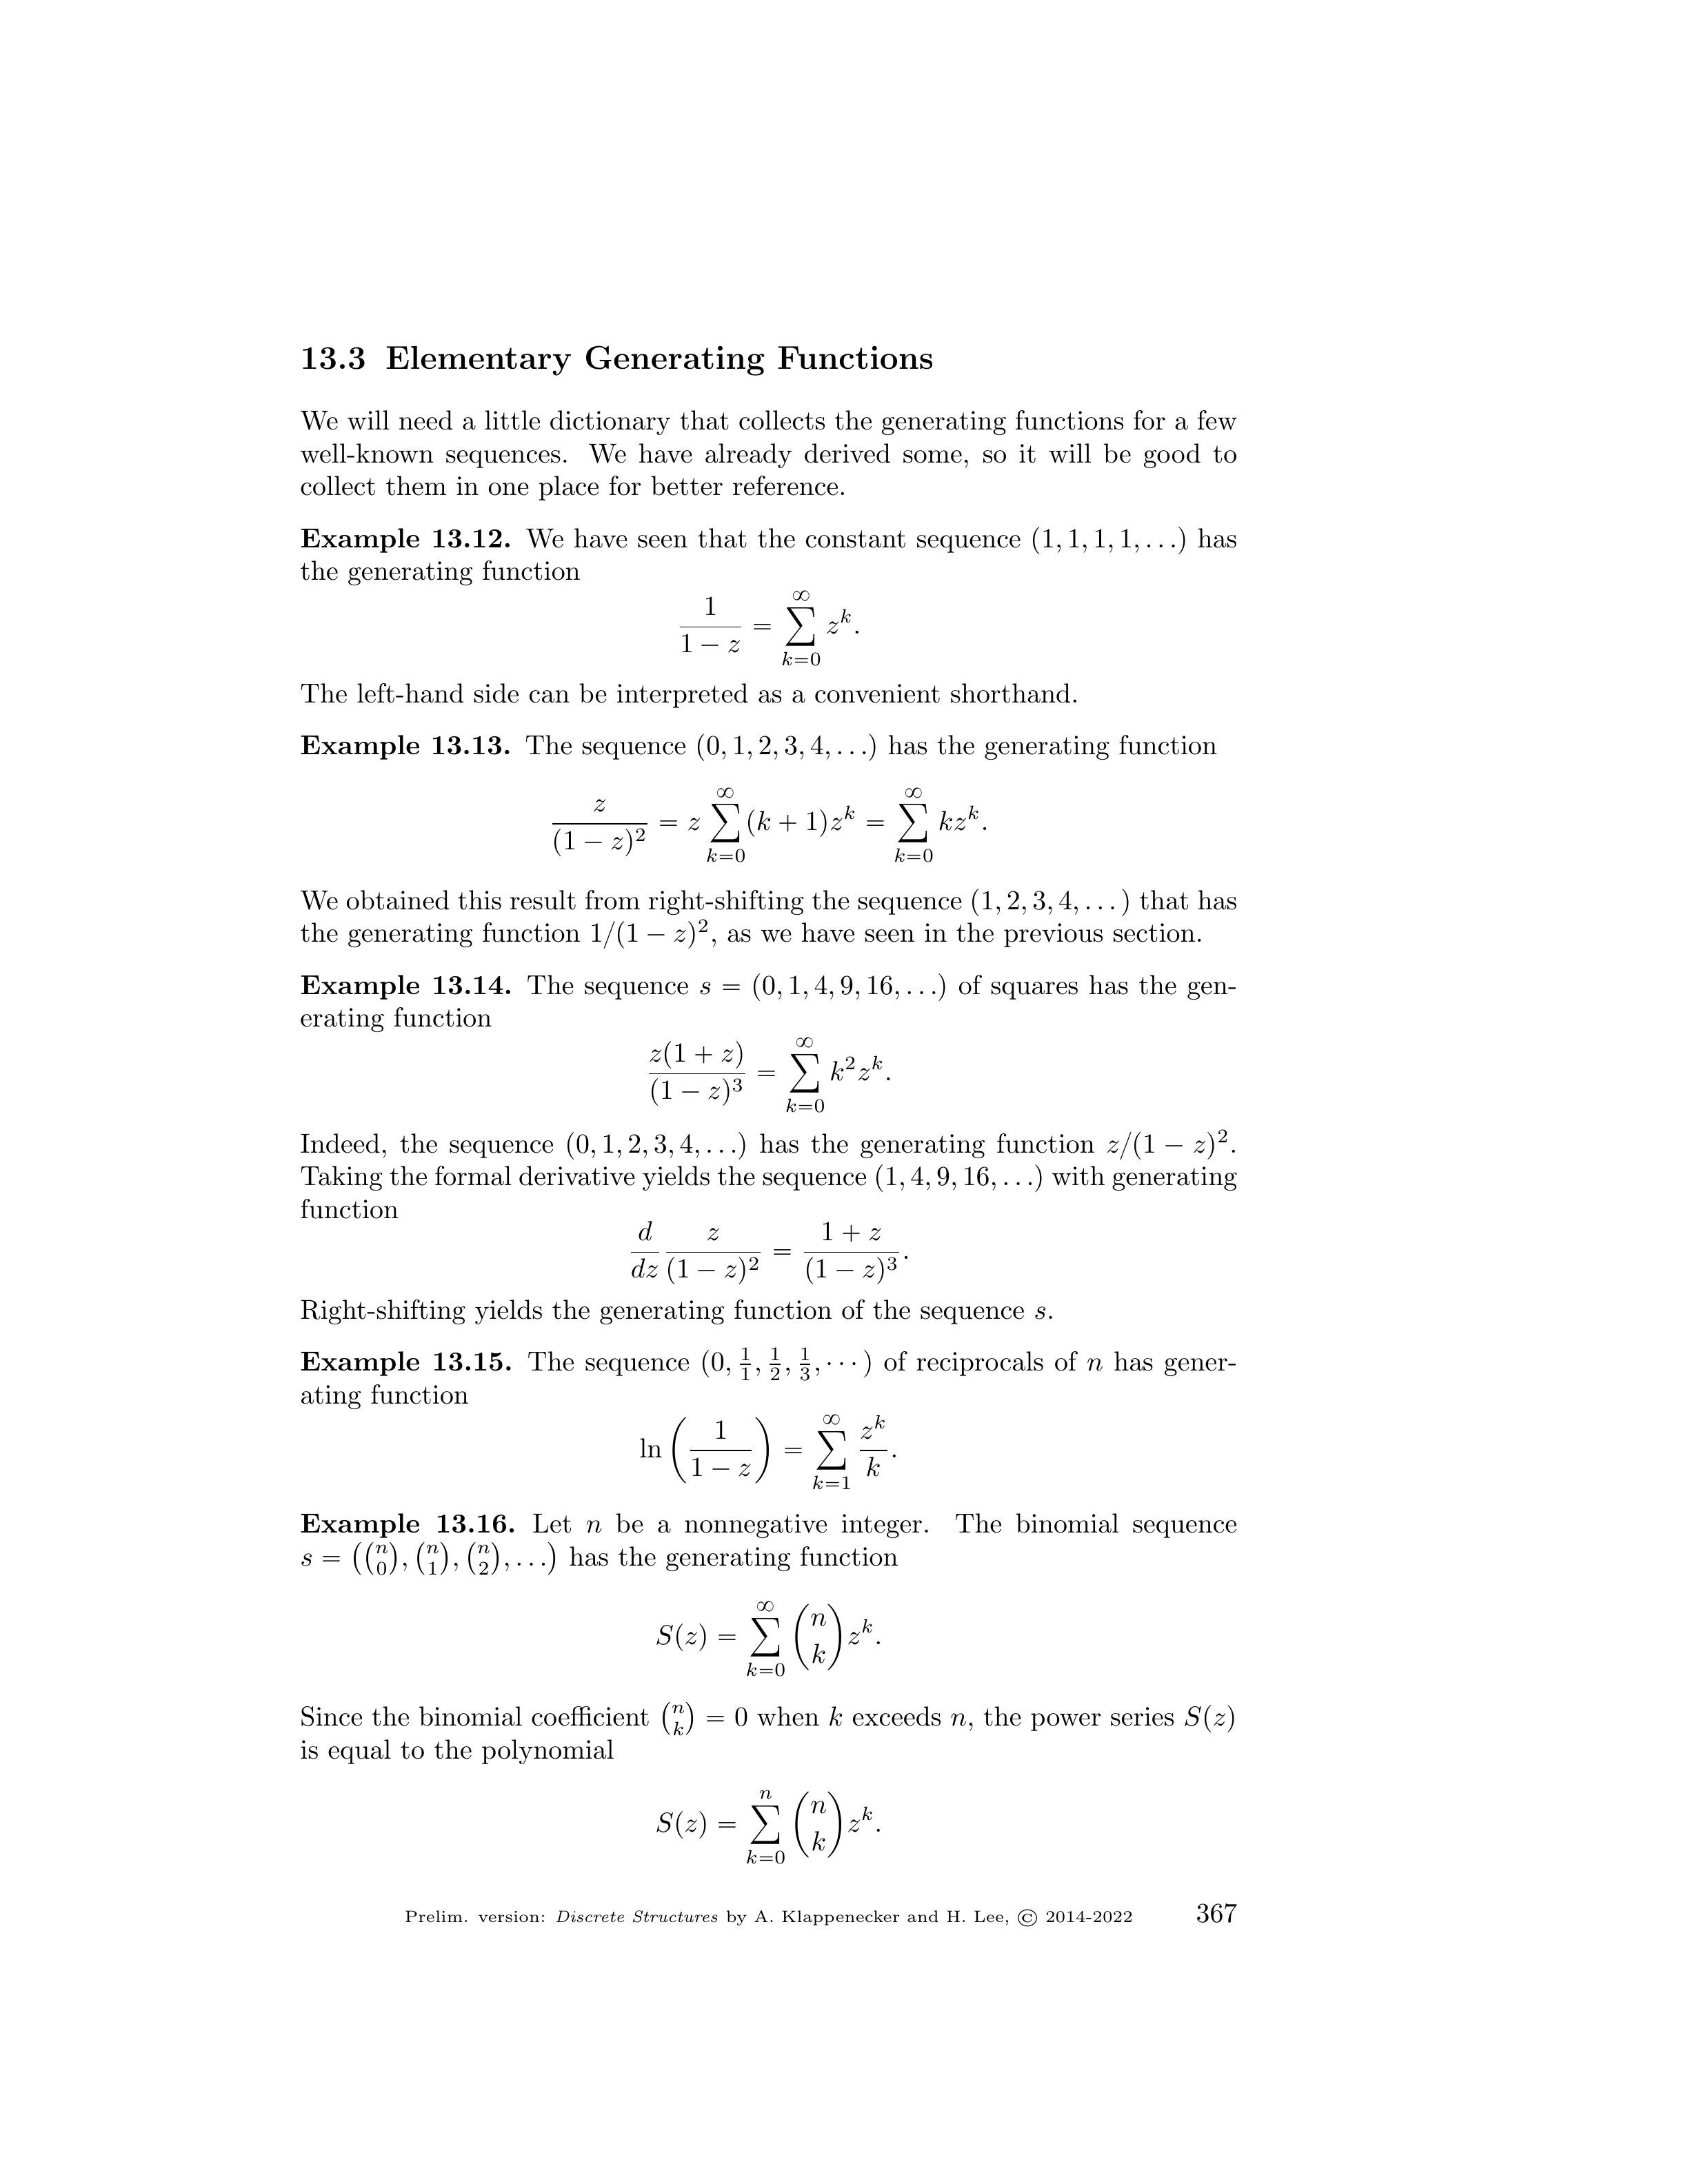 13.3 Elementary Generating Functions
We will need a little dictionary that collects the generating functions for a few
well-known sequences. We have already derived some, so it will be good to
collect them in one place for better reference.
Example 13.12. We have seen that the constant sequence (1, 1, 1, 1, . . .) has
the generating function
\frac{1}{1 - z} = \sum_{k=0}^{\infty} z^k.
The left-hand side can be interpreted as a convenient shorthand.
Example 13.13. The sequence (0, 1, 2, 3, 4, . . .) has the generating function
\frac{z}{(1 - z)^2} = z \sum_{k=0}^{\infty} (k + 1)z^k = \sum_{k=0}^{\infty} kz^k.
We obtained this result from right-shifting the sequence (1, 2, 3, 4, . . . ) that has
the generating function 1/(1 − z)^2, as we have seen in the previous section.
Example 13.14. The sequence s = (0, 1, 4, 9, 16, . . .) of squares has the gen-
erating function
\frac{z(1 + z)}{(1 - z)^3} = \sum_{k=0}^{\infty} k^2 z^k.
Indeed, the sequence (0, 1, 2, 3, 4, . . .) has the generating function z/(1 − z)^2.
Taking the formal derivative yields the sequence (1, 4, 9, 16, . . .) with generating
function
\frac{d}{dz} \frac{z}{(1 - z)^2} = \frac{1 + z}{(1 - z)^3}.
Right-shifting yields the generating function of the sequence s.
Example 13.15. The sequence (0, \frac{1}{1}, \frac{1}{2}, \frac{1}{3}, · · · ) of reciprocals of n has gener-
ating function
\ln \left( \frac{1}{1 - z} \right) = \sum_{k=1}^{\infty} \frac{z^k}{k}.
Example 13.16. Let n be a nonnegative integer. The binomial sequence
s = (\binom{n}{0}, \binom{n}{1}, \binom{n}{2}, . . .) has the generating function
S(z) = \sum_{k=0}^{\infty} \binom{n}{k} z^k.
Since the binomial coefficient \binom{n}{k} = 0 when k exceeds n, the power series S(z)
is equal to the polynomial
S(z) = \sum_{k=0}^{n} \binom{n}{k} z^k.
Prelim. version: Discrete Structures by A. Klappenecker and H. Lee, © 2014-2022 367